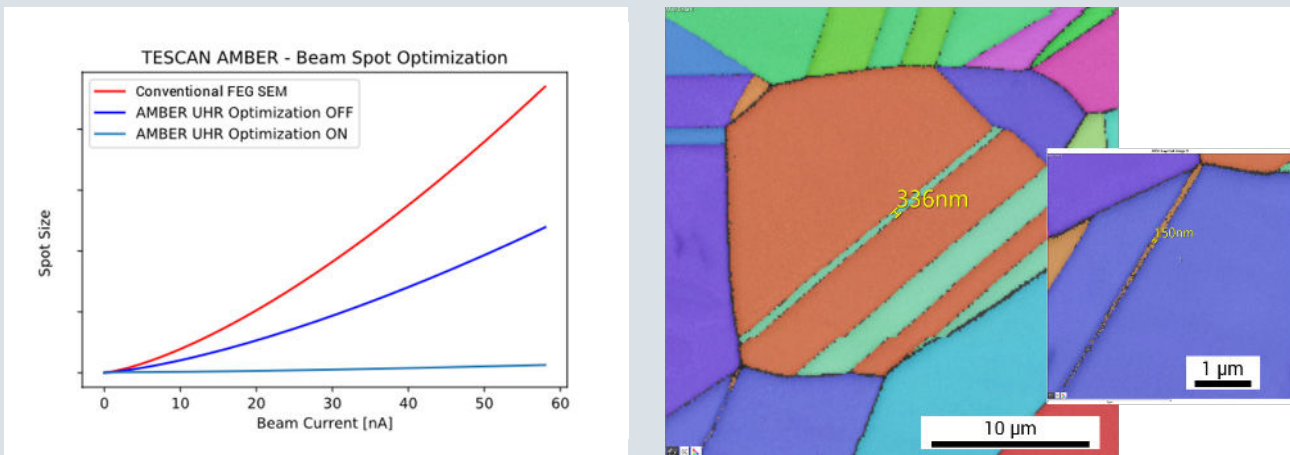 TESCAN AMBER - Beam Spot Optimization
Conventional FEG SEM
AMBER UHR Optimization OFF
AMBER UHR Optimization ON
Spot Size
0 10 20 30 40 50 60
Beam Current [nA]
336nm
150nm
1 μm
10 μm